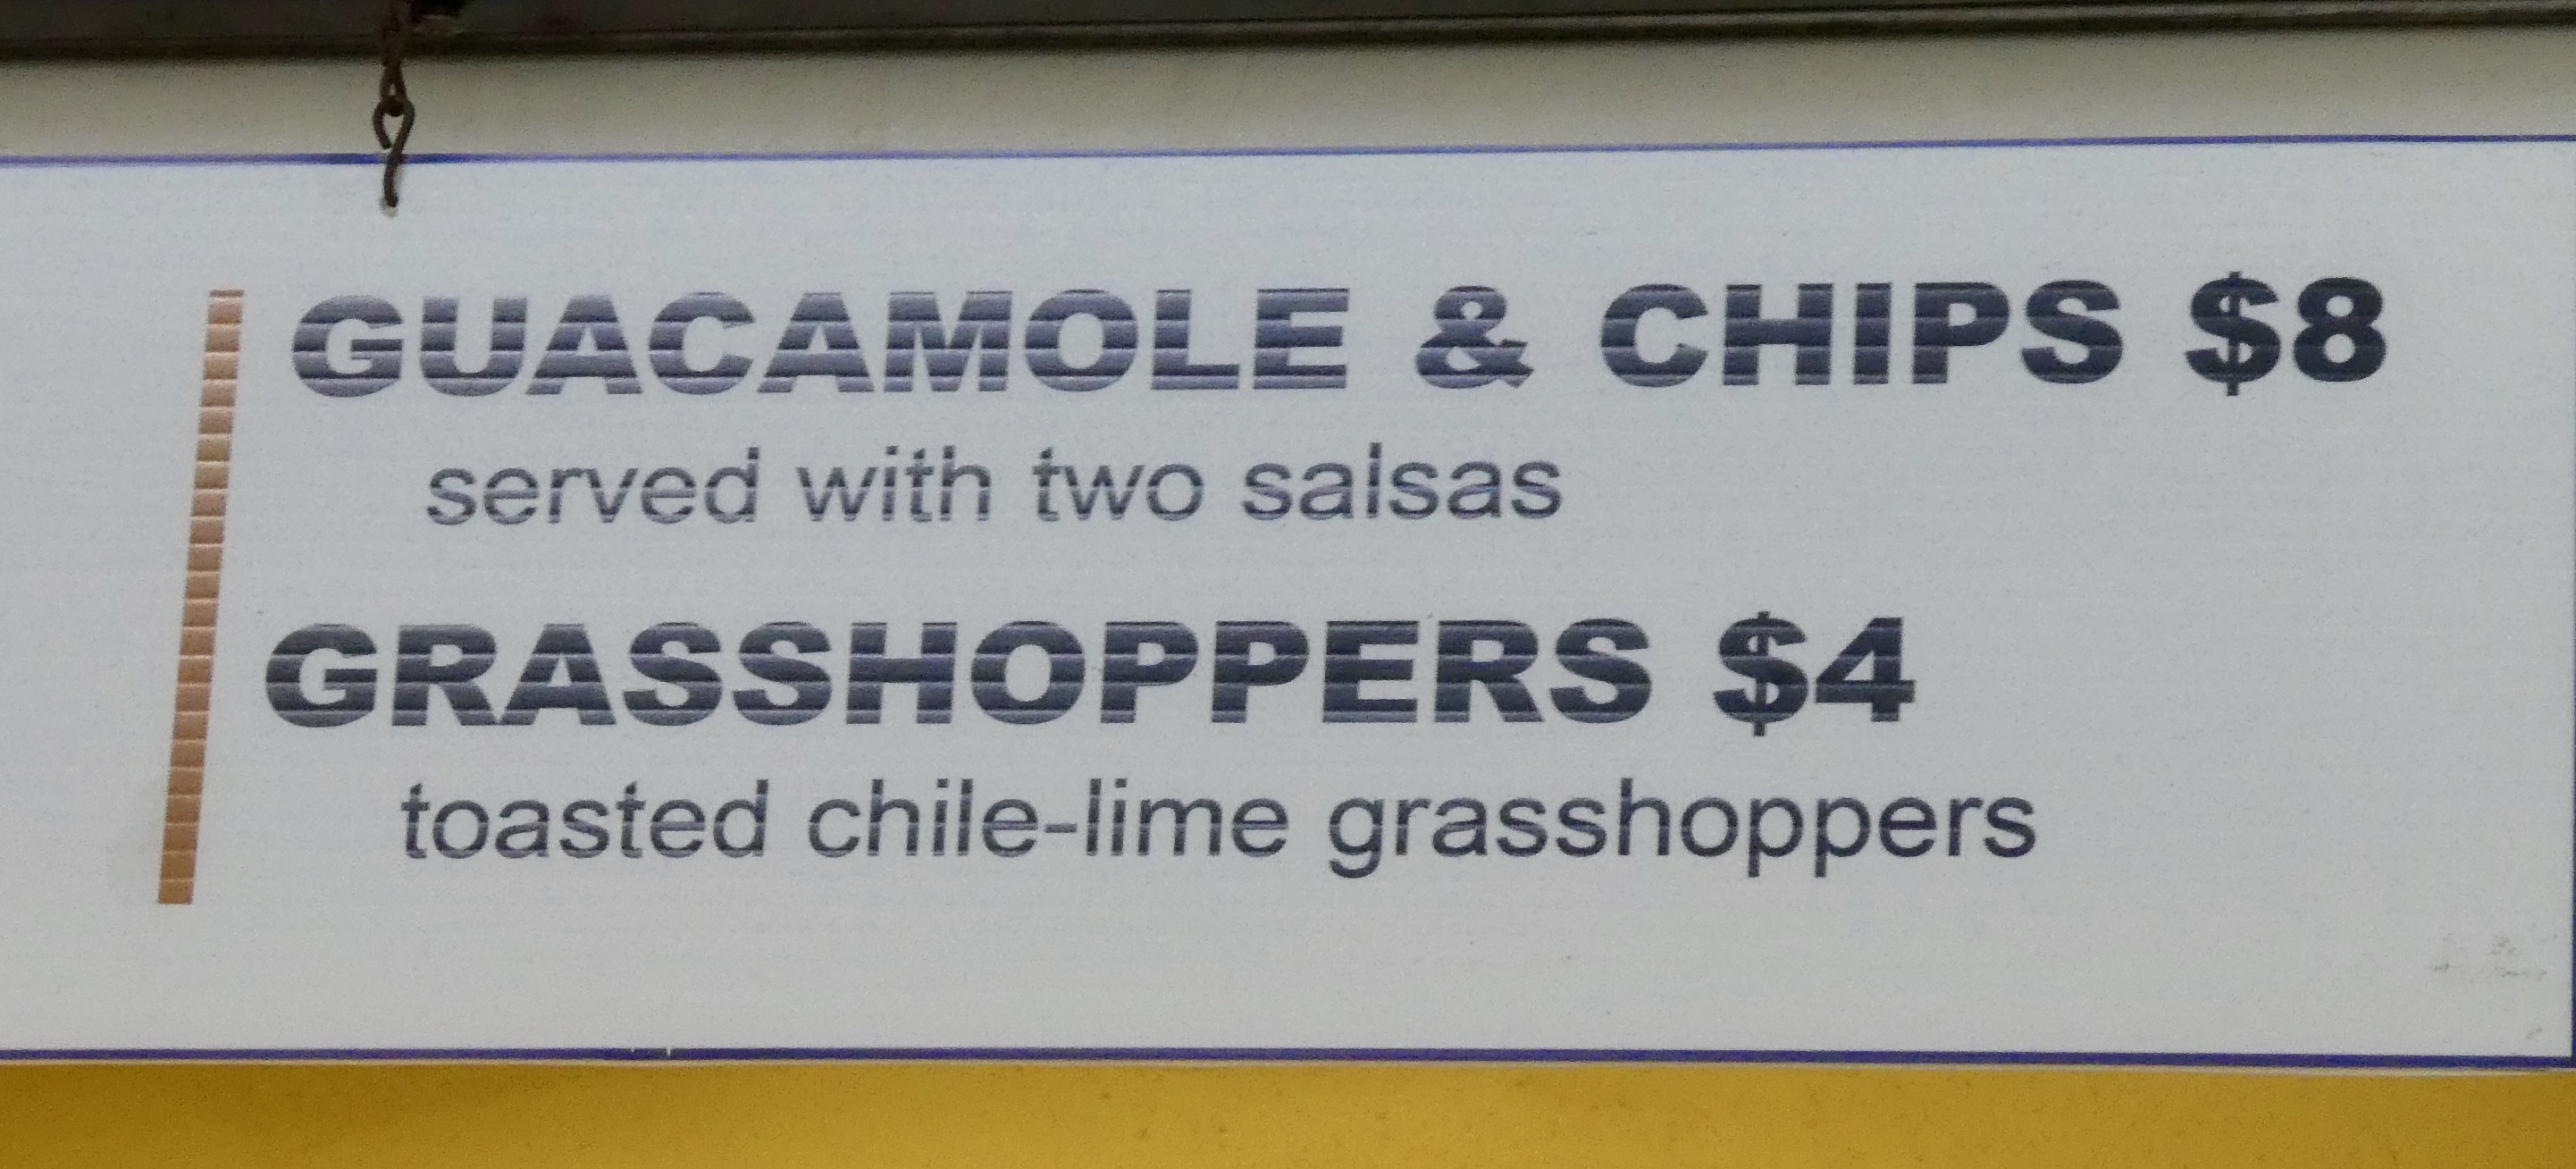 GUACAMOLE & CHIPS $8
served with two salsas
GRASSHOPPERS $4
toasted chile-lime grasshoppers